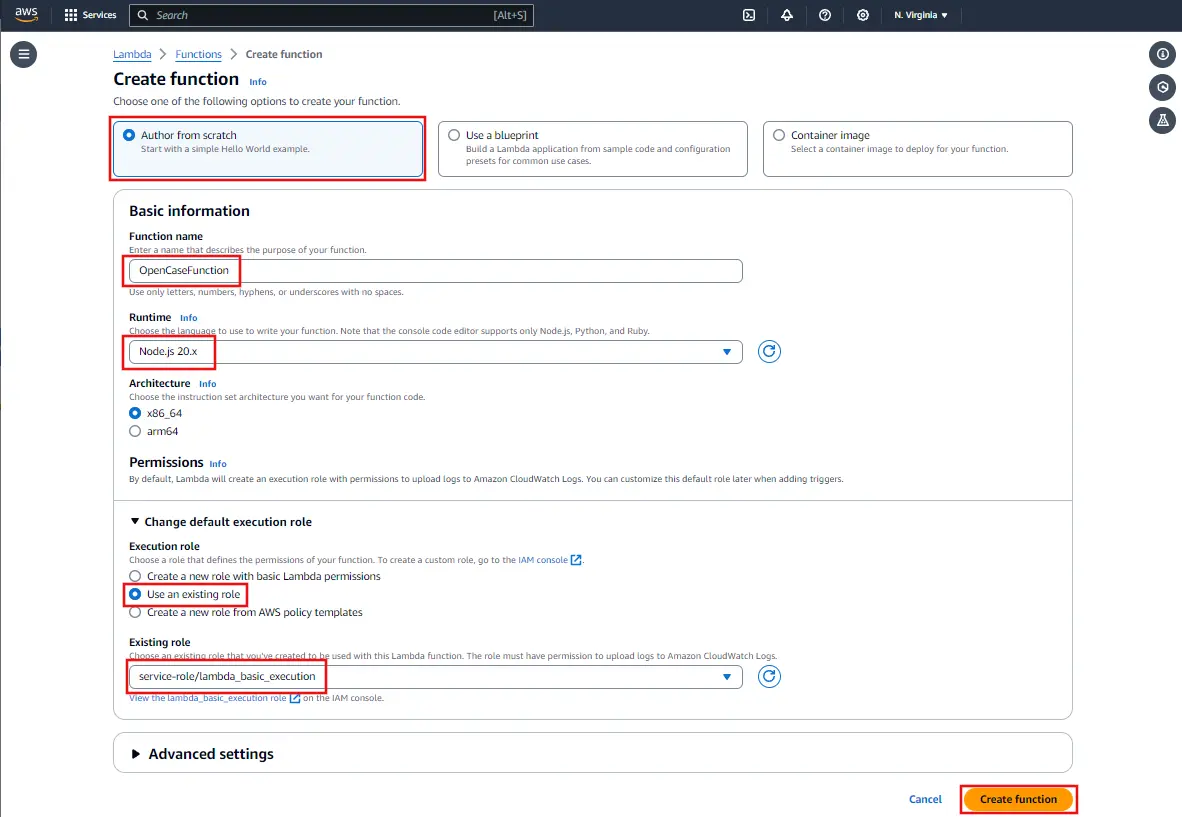 aws
Services
Search
[Alt+S]
N. Virginia
Lambda
Functions
Create function
Create function
Info
Choose one of the following options to create your function.
Author from scratch
Start with a simple Hello World example.
Use a blueprint
Build a Lambda application from sample code and configuration
presets for common use cases.
Container image
Select a container image to deploy for your function.
Basic information
Function name
Enter a name that describes the purpose of your function.
OpenCaseFunction
Use only letters, numbers, hyphens, or underscores with no spaces.
Runtime Info
Choose the language to use to write your function. Note that the console code editor supports only Node.js, Python, and Ruby.
Node.js 20.x
Architecture Info
Choose the instruction set architecture you want for your function code.
x86_64
arm64
Permissions Info
By default, Lambda will create an execution role with permissions to upload logs to Amazon CloudWatch Logs. You can customize this default role later when adding triggers.
Change default execution role
Execution role
Choose a role that defines the permissions of your function. To create a custom role, go to the IAM console.
Create a new role with basic Lambda permissions
Use an existing role
Create a new role from AWS policy templates
Existing role
Choose an existing role that you've created to be used with this Lambda function. The role must have permission to upload logs to Amazon CloudWatch Logs.
service-role/lambda_basic_execution
View the lambda_basic_execution role on the IAM console.
Advanced settings
Cancel
Create function